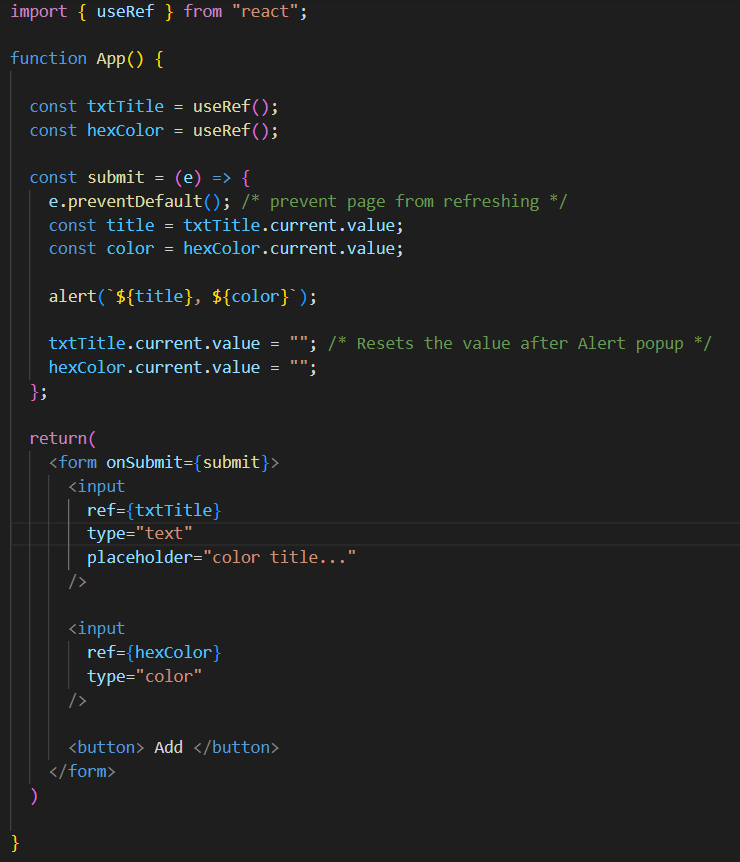 import { useRef } from "react";
function App() {
const txtTitle = useRef();
const hexColor = useRef();
const submit = (e) => {
e.preventDefault(); /* prevent page from refreshing */
const title = txtTitle.current.value;
const color = hexColor.current.value;
alert(`${title}, ${color}`);
txtTitle.current.value = ""; /* Resets the value after Alert popup */
hexColor.current.value = "";
};
return(
<form onSubmit={submit}>
<input
ref={txtTitle}
type="text"
placeholder="color title..."
/>
<input
ref={hexColor}
type="color"
/>
<button> Add </button>
</form>
)
}